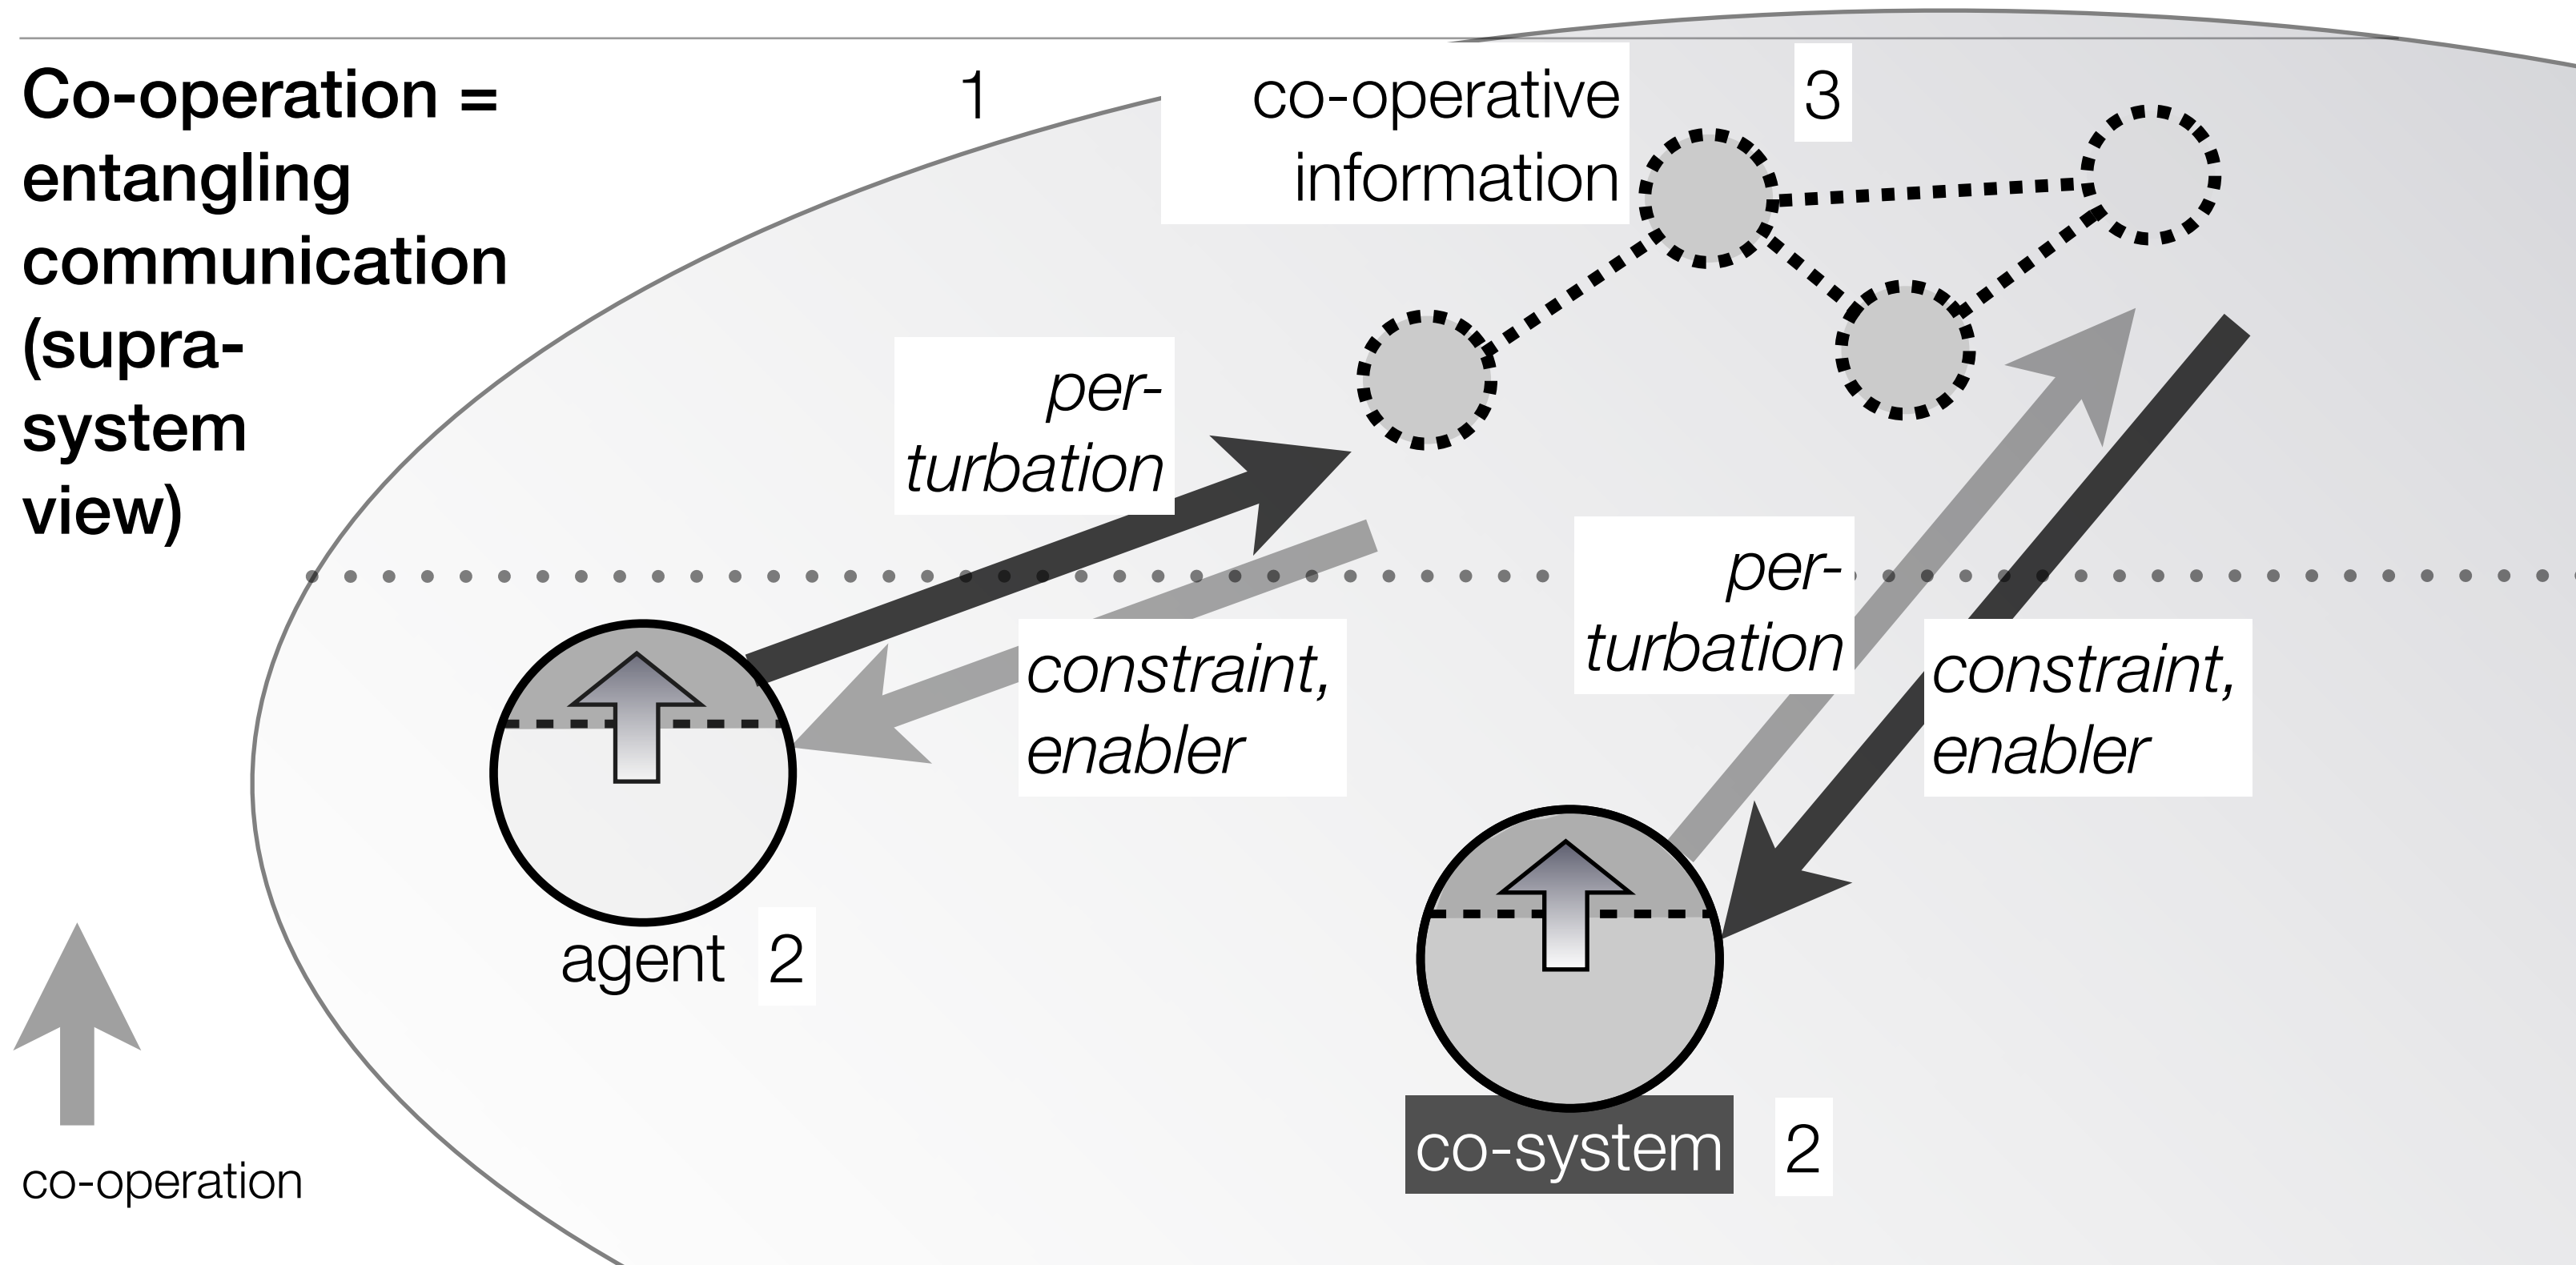 Co-operation =
entangling
communication
(supra-
system
view)
1
co-operative
information
3
per-
turbation
constraint,
enabler
per-
turbation
constraint,
enabler
agent 2
co-system 2
co-operation